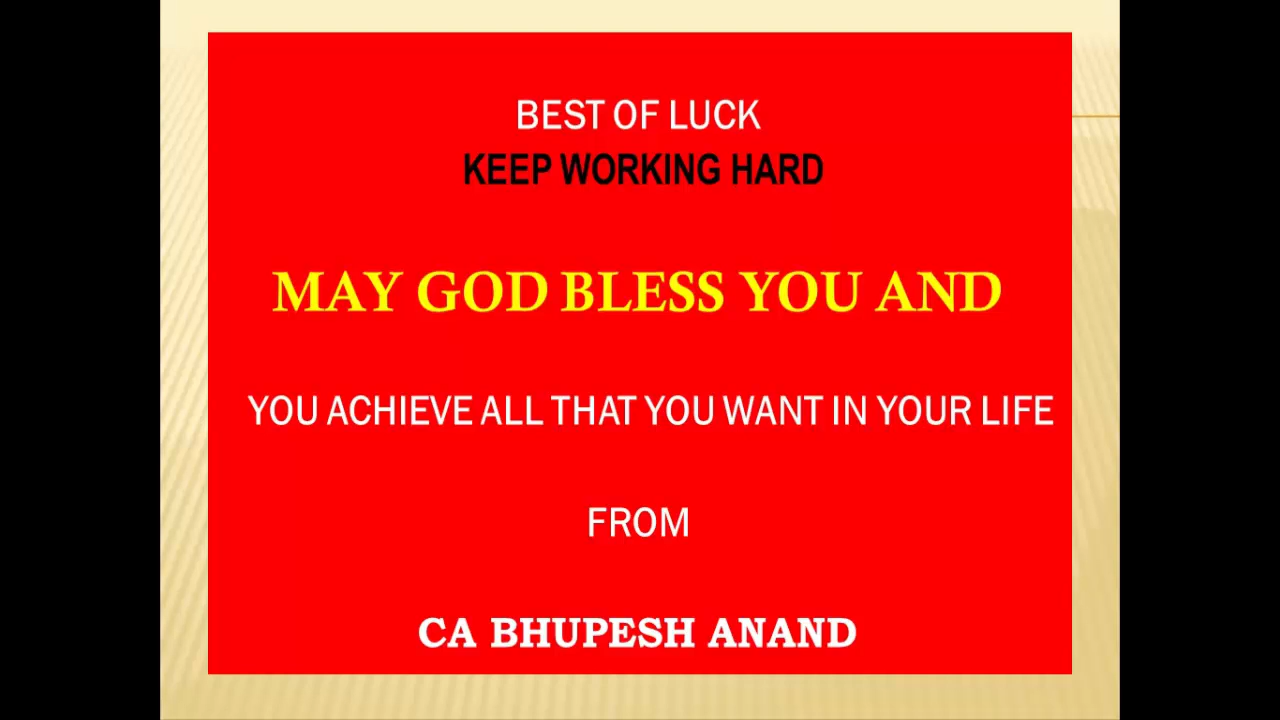 BEST OF LUCK
KEEP WORKING HARD
MAY GOD BLESS YOU AND
YOU ACHIEVE ALL THAT YOU WANT IN YOUR LIFE
FROM
CA BHUPESH ANAND